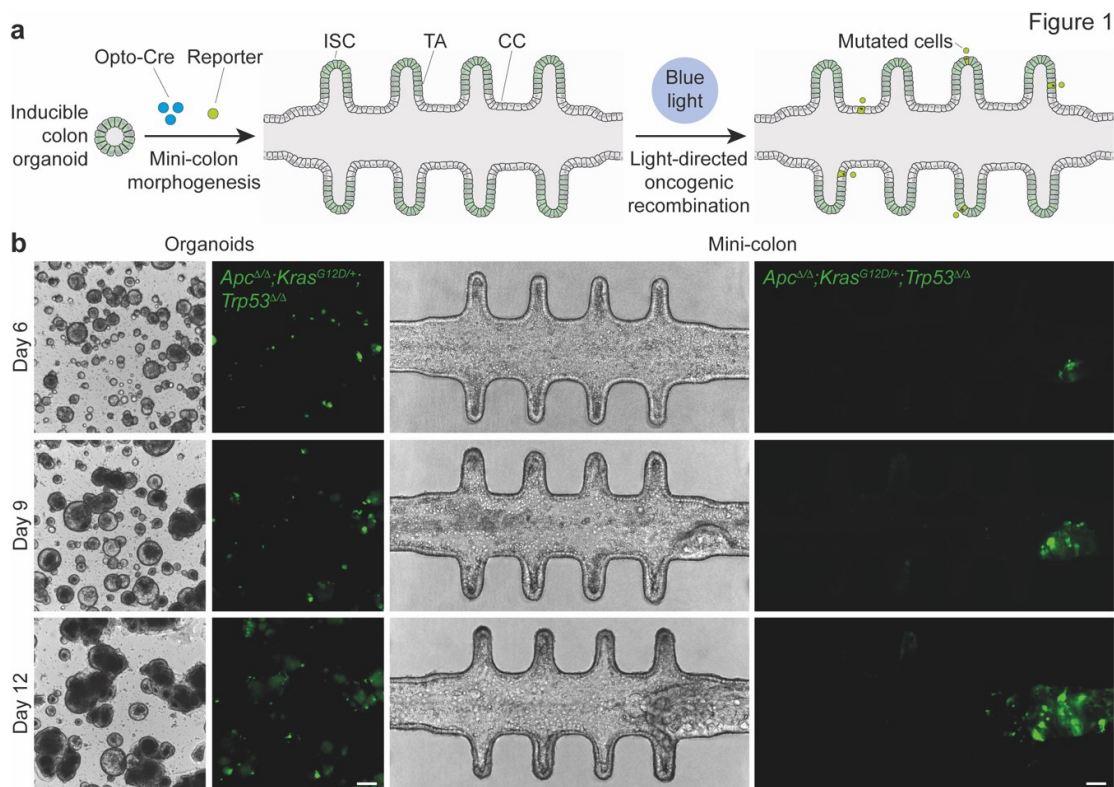 Figure 1
a
Opto-Cre
Reporter
Inducible
colon
organoid
Mini-colon
morphogenesis
ISC
TA
CC
Blue
light
Light-directed
oncogenic
recombination
Mutated cells
b
Organoids
Mini-colon
Day 6
Apc^Δ/Δ;Kras^G12D/+;
Trp53^Δ/Δ
Apc^Δ/Δ;Kras^G12D/+;Trp53^Δ/Δ
Day 9
Day 12